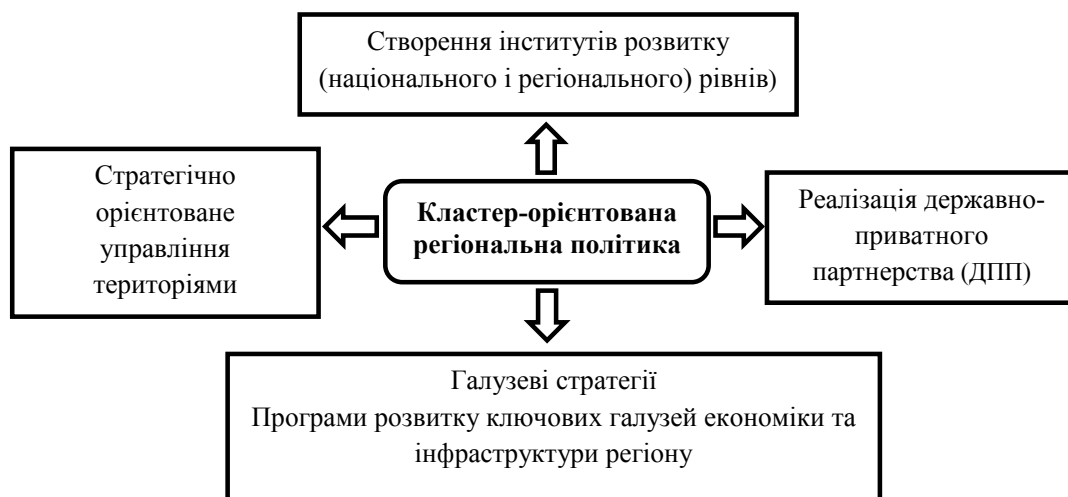 Створення інститутів розвитку
(національного і регіонального) рівнів)
Стратегічно
орієнтоване
управління
територіями
Кластер-орієнтована
регіональна політика
Реалізація державно-
приватного
партнерства (ДПП)
Галузеві стратегії
Програми розвитку ключових галузей економіки та
інфраструктури регіону